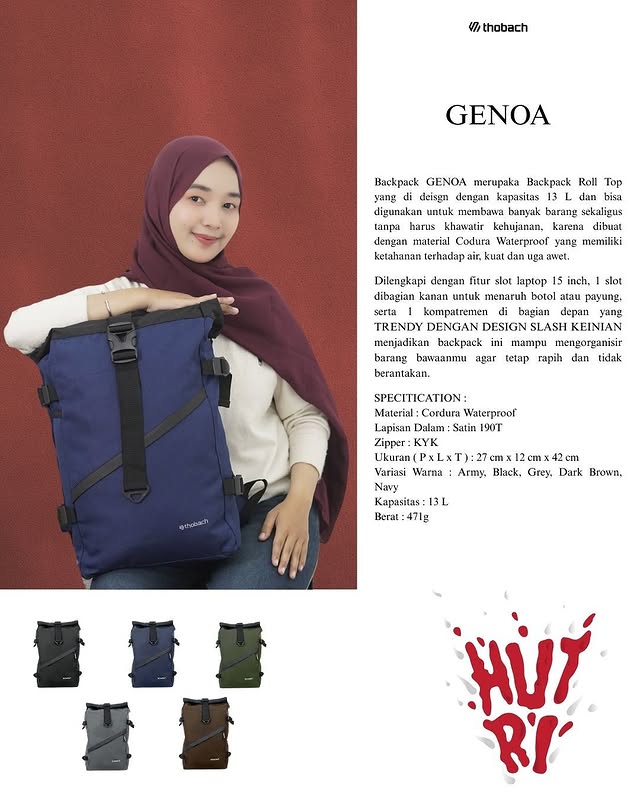 thobach
GENOA
Backpack GENOA merupaka Backpack Roll Top
yang di deisgn dengan kapasitas 13 L dan bisa
digunakan untuk membawa banyak barang sekaligus
tanpa harus khawatir kehujanan, karena dibuat
dengan material Codura Waterproof yang memiliki
ketahanan terhadap air, kuat dan uga awet.
Dilengkapi dengan fitur slot laptop 15 inch, 1 slot
dibagian kanan untuk menaruh botol atau payung,
serta 1 kompatremen di bagian depan yang
TRENDY DENGAN DESIGN SLASH KEINIAN
menjadikan backpack ini mampu mengorganisir
barang bawaanmu agar tetap rapih dan tidak
berantakan.
SPECITICATION :
Material : Cordura Waterproof
Lapisan Dalam : Satin 190T
Zipper : KYK
Ukuran ( P x L x T ) : 27 cm x 12 cm x 42 cm
Variasi Warna : Army, Black, Grey, Dark Brown,
Navy
Kapasitas : 13 L
Berat : 471g
thobach
HUT
RI